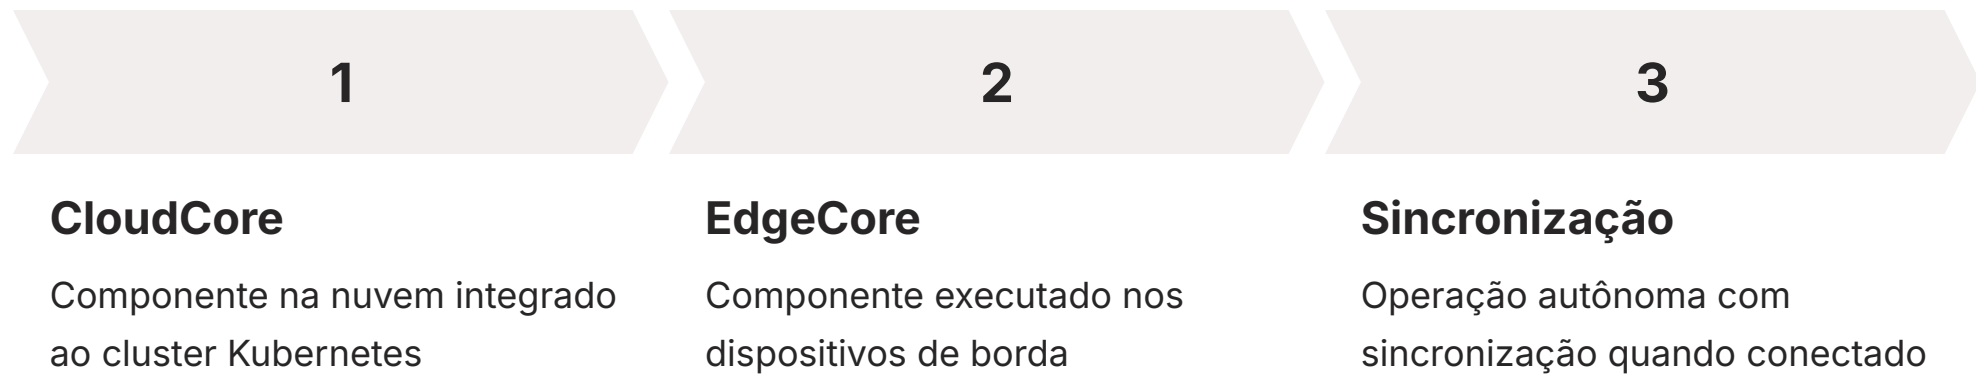 1
2
3
CloudCore
Componente na nuvem integrado
ao cluster Kubernetes
EdgeCore
Componente executado nos
dispositivos de borda
Sincronização
Operação autônoma com
sincronização quando conectado